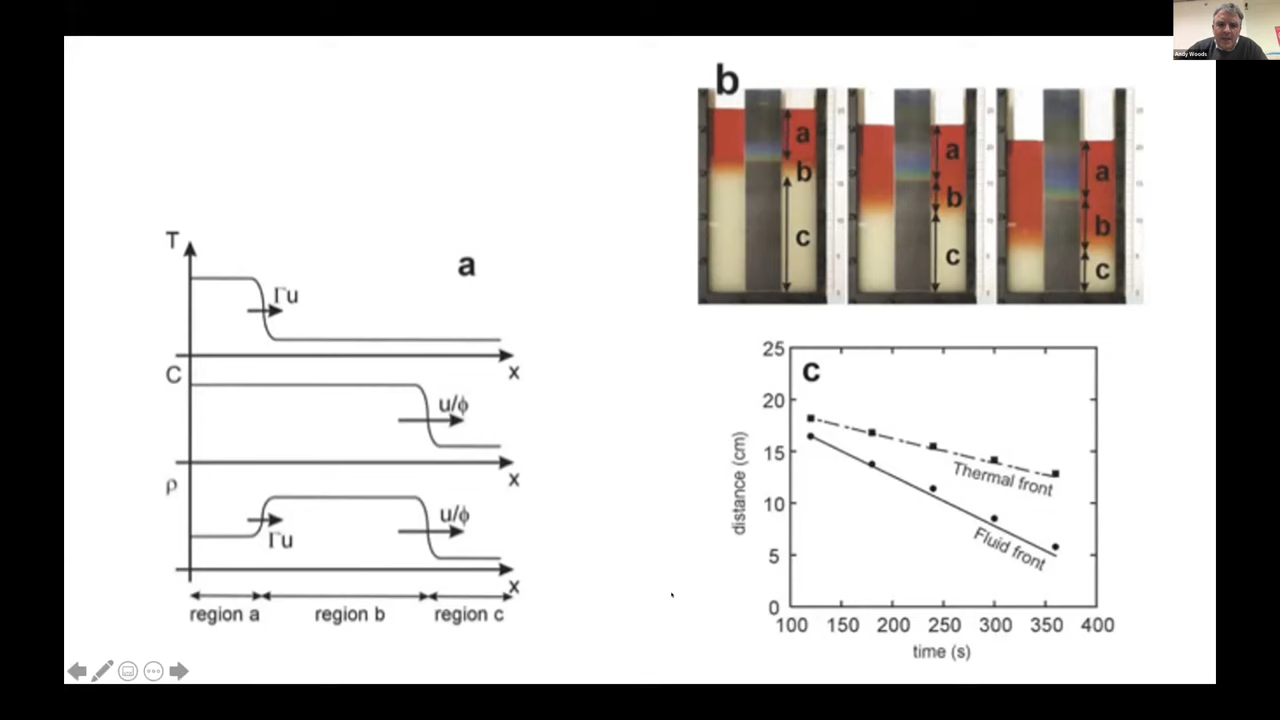 Andy Woods
a
T
Γu
x
C
u/ϕ
x
ρ
u/ϕ
Γu
x
region a
region b
region c
b
a
b
c
a
b
c
a
b
c
c
25
20
15
10
5
0
distance (cm)
Thermal front
Fluid front
100 150 200 250 300 350 400
time (s)